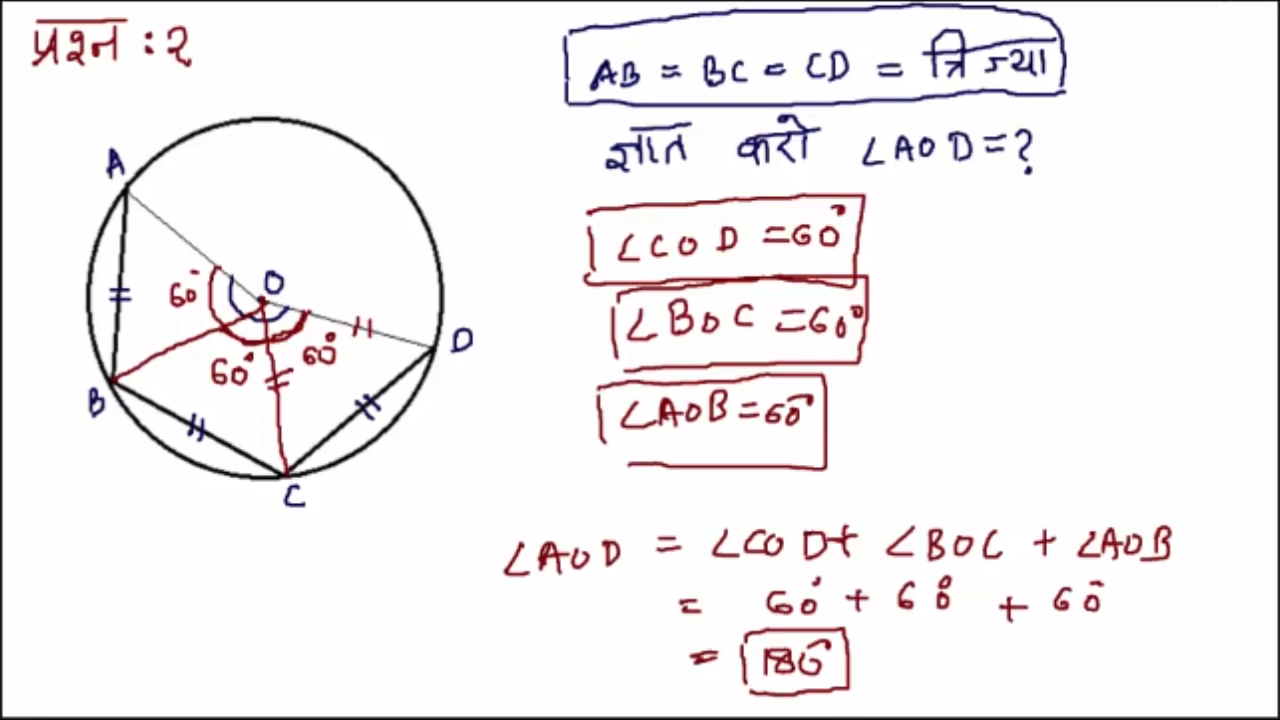 प्रश्न : २
AB = BC = CD = त्रिज्या
ज्ञात करो ∠AOD = ?
A
O
60°
D
60°
60°
B
C
∠COD = 60°
∠BOC = 60°
∠AOB = 60°
∠AOD = ∠COD + ∠BOC + ∠AOB
= 60° + 60° + 60°
= 180°